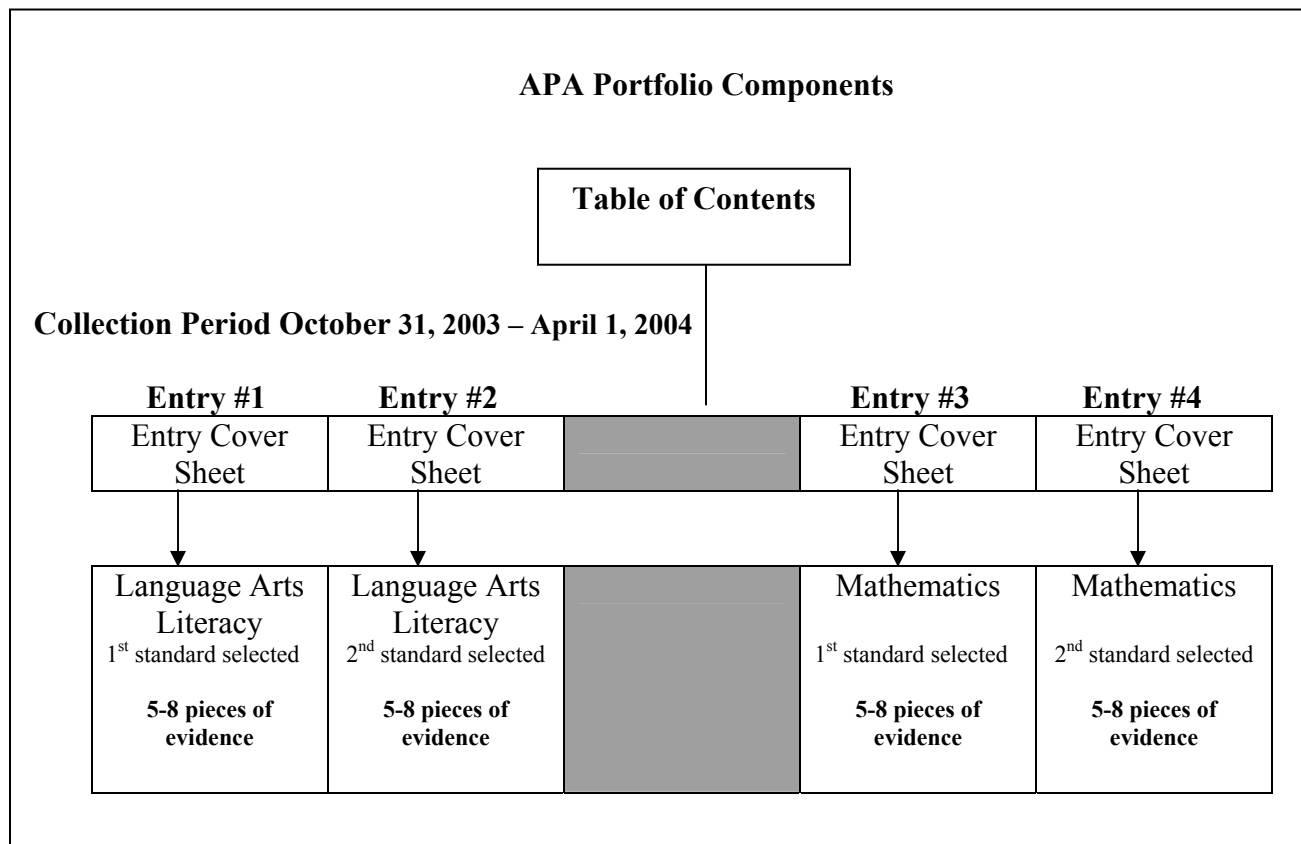 APA Portfolio Components
Table of Contents
Collection Period October 31, 2003 – April 1, 2004
Entry #1
Entry #2
Entry #3
Entry #4
Entry Cover
Sheet
Entry Cover
Sheet
Entry Cover
Sheet
Entry Cover
Sheet
Language Arts
Literacy
1st standard selected
5-8 pieces of
evidence
Language Arts
Literacy
2nd standard selected
5-8 pieces of
evidence
Mathematics
1st standard selected
5-8 pieces of
evidence
Mathematics
2nd standard selected
5-8 pieces of
evidence